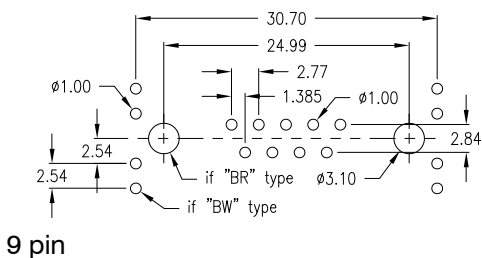 30.70
24.99
2.77
ø1.00
1.385
ø1.00
2.54
2.84
2.54
if "BR" type
ø3.10
if "BW" type
9 pin